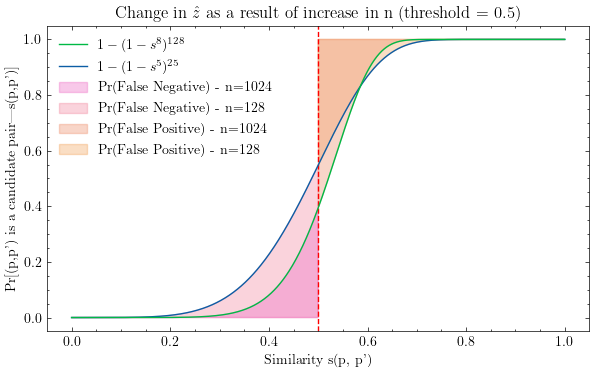 Change in ẑ as a result of increase in n (threshold = 0.5)
1 − (1 − s⁸)¹²⁸
1 − (1 − s⁵)²⁵
Pr(False Negative) - n=1024
Pr(False Negative) - n=128
Pr(False Positive) - n=1024
Pr(False Positive) - n=128
Pr[(p,p') is a candidate pair—s(p,p')]
1.0
0.8
0.6
0.4
0.2
0.0
0.0 0.2 0.4 0.6 0.8 1.0
Similarity s(p, p')